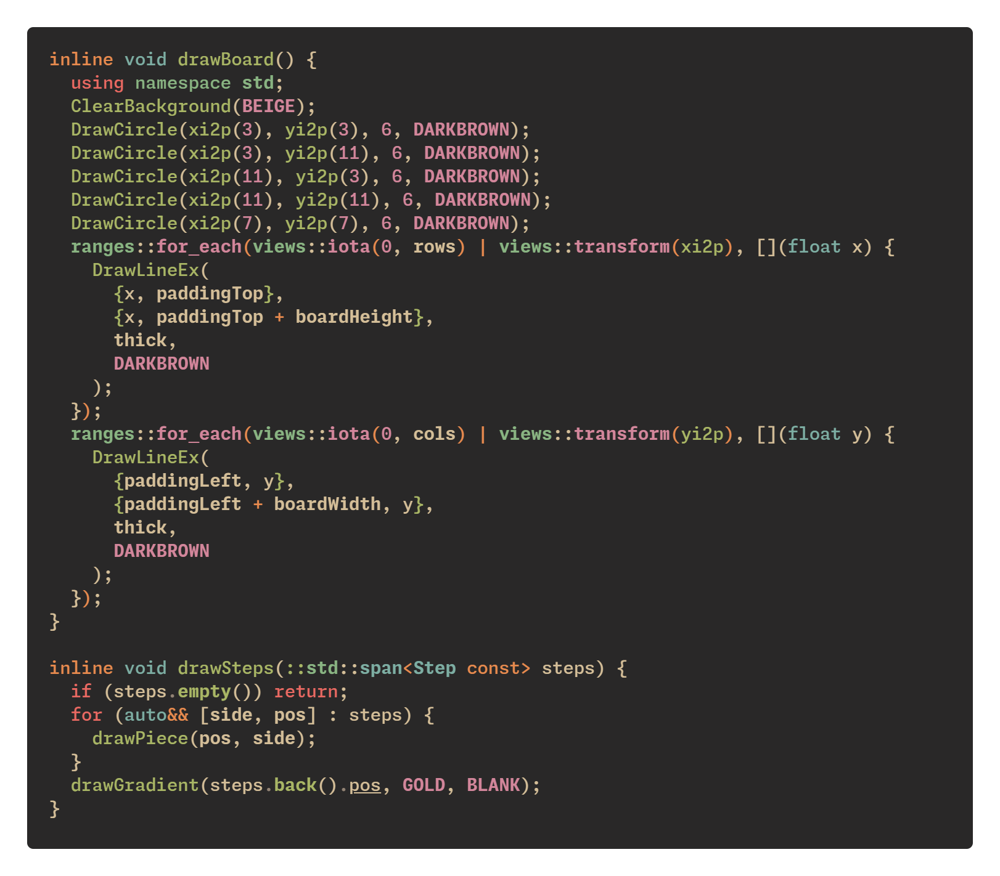 inline void drawBoard() {
  using namespace std;
  ClearBackground(BEIGE);
  DrawCircle(xi2p(3), yi2p(3), 6, DARKBROWN);
  DrawCircle(xi2p(3), yi2p(11), 6, DARKBROWN);
  DrawCircle(xi2p(11), yi2p(3), 6, DARKBROWN);
  DrawCircle(xi2p(11), yi2p(11), 6, DARKBROWN);
  DrawCircle(xi2p(7), yi2p(7), 6, DARKBROWN);
  ranges::for_each(views::iota(0, rows) | views::transform(xi2p), [](float x) {
    DrawLineEx(
      {x, paddingTop},
      {x, paddingTop + boardHeight},
      thick,
      DARKBROWN
    );
  });
  ranges::for_each(views::iota(0, cols) | views::transform(yi2p), [](float y) {
    DrawLineEx(
      {paddingLeft, y},
      {paddingLeft + boardWidth, y},
      thick,
      DARKBROWN
    );
  });
}

inline void drawSteps(::std::span<Step const> steps) {
  if (steps.empty()) return;
  for (auto&& [side, pos] : steps) {
    drawPiece(pos, side);
  }
  drawGradient(steps.back().pos, GOLD, BLANK);
}